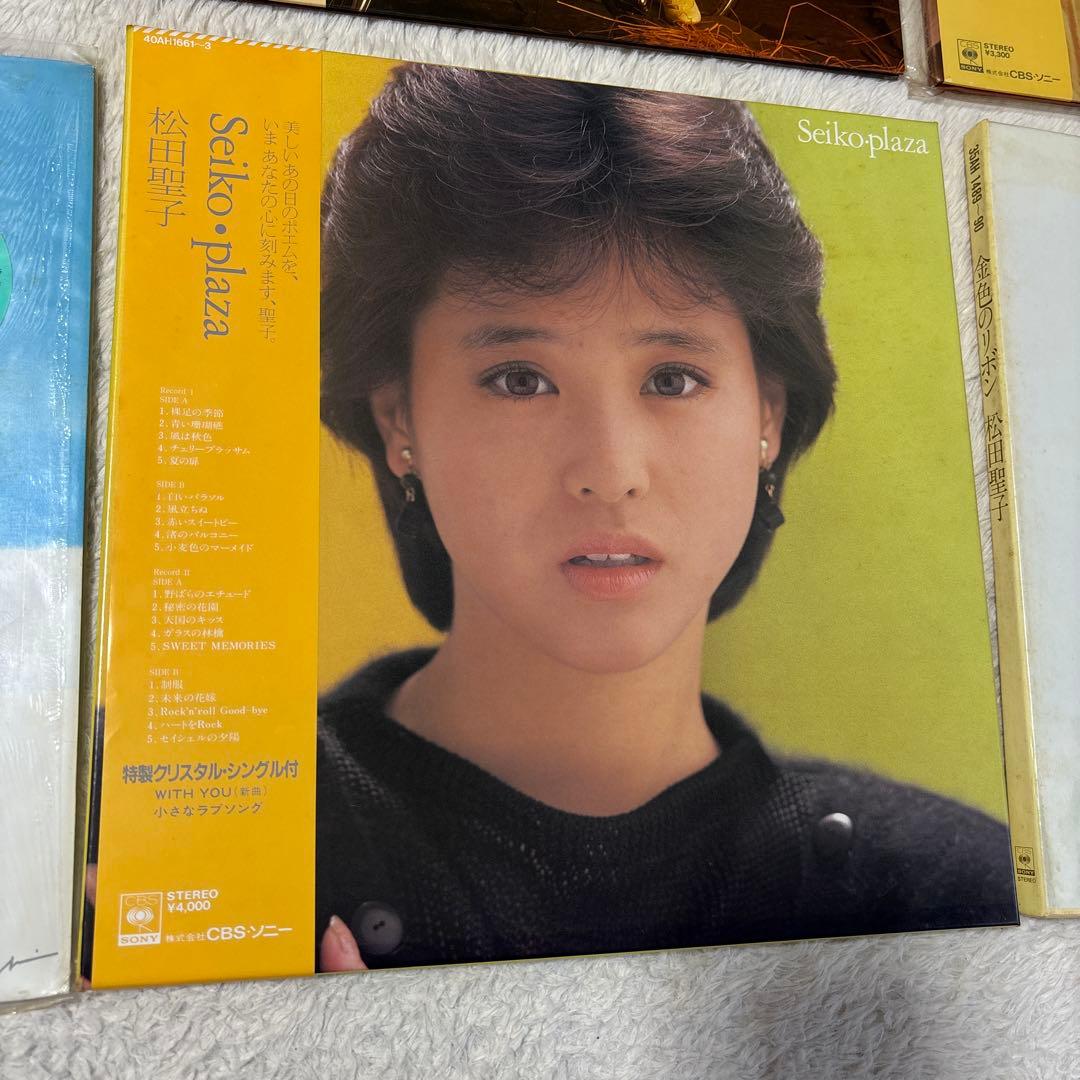 40AH1661~3
松田聖子
Seiko・plaza
美しいあの日のポエムを、
いまあなたの心に刻みます、聖子。
Record I
SIDE A
1. 裸足の季節
2. 青い珊瑚礁
3. 風は秋色
4. チェリーブラッサム
5. 夏の扉
SIDE B
1. 白いパラソル
2. 風立ちぬ
3. 赤いスイートピー
4. 渚のバルコニー
5. 小麦色のマーメイド
Record II
SIDE A
1. 野ばらのエチュード
2. 秘密の花園
3. 天国のキッス
4. ガラスの林檎
5. SWEET MEMORIES
SIDE B
1. 制服
2. 未来の花嫁
3. Rock'n'roll Good-bye
4. ハートをRock
5. セイシェルの夕陽
特製クリスタル・シングル付
WITH YOU(新曲)
小さなラブソング
CBS
SONY
STEREO
¥4,000
株式会社CBS・ソニー
Seiko・plaza
CBS
SONY
STEREO
¥3,300
株式会社CBS・ソニー
35AH 1489~90
金色のリボン 松田聖子
CBS
SONY
STEREO